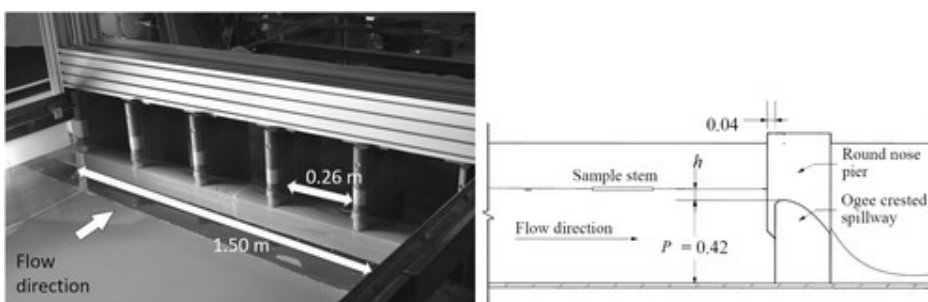 0.26 m
1.50 m
Flow
direction
0.04
h
Round nose
pier
Sample stem
Ogee crested
spillway
Flow direction
P = 0.42